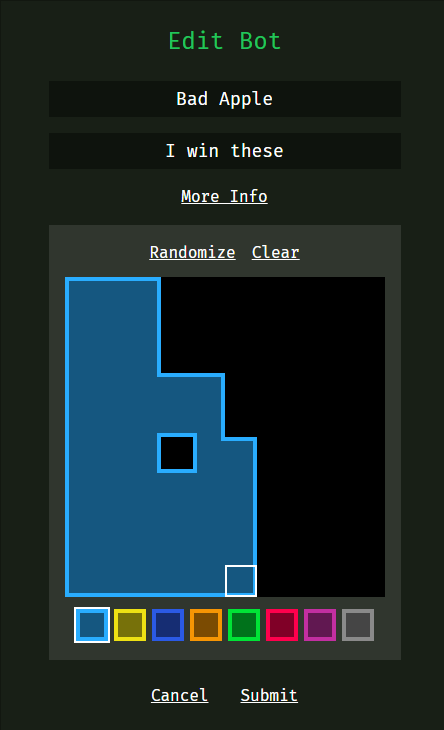 Edit Bot
Bad Apple
I win these
More Info
Randomize Clear
Cancel Submit